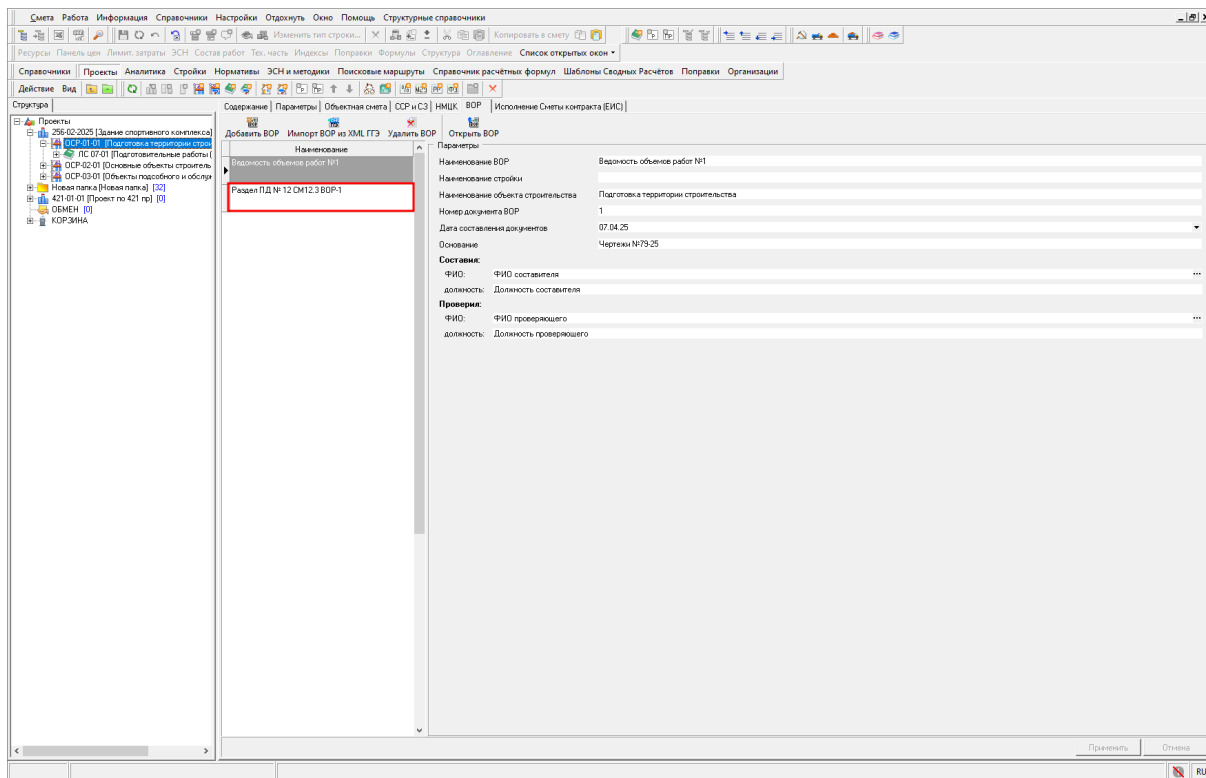 Смета Работа Информация Справочники Настройки Отдохнуть Окно Помощь Структурные справочники
Изменить тип строки... Копировать в смету
Ресурсы Панель цен Лимит. затраты ЭСН Состав работ Тех. часть Индексы Поправки Формулы Структура Оглавление Список открытых окон
Справочники Проекты Аналитика Стройки Нормативы ЭСН и методики Поисковые маршруты Справочник расчётных формул Шаблоны Сводных Расчётов Поправки Организации
Действие Вид
Структура
Содержание Параметры Объектная смета ССР и СЗ НМЦК ВОР Исполнение Сметы контракта (ЕИС)
Проекты
256-02-2025 [Здание спортивного комплекса]
ОСР-01-01 [Подготовка территории строи
ЛС 07-01 [Подготовительные работы (
ОСР-02-01 [Основные объекты строитель
ОСР-03-01 [Объекты подсобного и обслуж
Новая папка [Новая папка] [32]
421-01-01 [Проект по 421 пр] [0]
ОБМЕН [0]
КОРЗИНА
Добавить ВОР Импорт ВОР из XML ГГЭ Удалить ВОР Открыть ВОР
Наименование
Ведомость объемов работ №1
Раздел ПД № 12 СМ12.3 ВОР-1
Параметры
Наименование ВОР Ведомость объемов работ №1
Наименование стройки
Наименование объекта строительства Подготовка территории строительства
Номер документа ВОР 1
Дата составления документов 07.04.25
Основание Чертежи №79-25
Составил:
ФИО: ФИО составителя ...
должность: Должность составителя
Проверил:
ФИО: ФИО проверяющего ...
должность: Должность проверяющего
Применить Отмена
RU